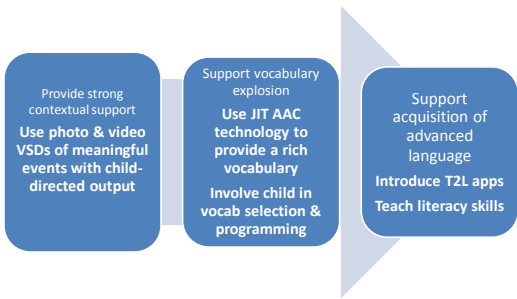 Provide strong
contextual support
Use photo & video
VSDs of meaningful
events with child-
directed output
Support vocabulary
explosion
Use JIT AAC
technology to
provide a rich
vocabulary
Involve child in
vocab selection &
programming
Support
acquisition of
advanced
language
Introduce T2L apps
Teach literacy skills